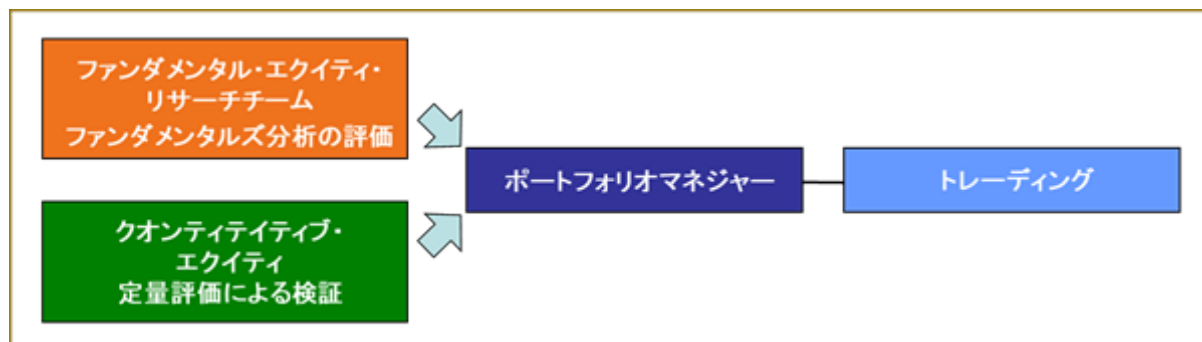 ファンダメンタル・エクイティ・
リサーチチーム
ファンダメンタルズ分析の評価
クオンティテイティブ・
エクイティ
定量評価による検証
ポートフォリオマネジャー
トレーディング